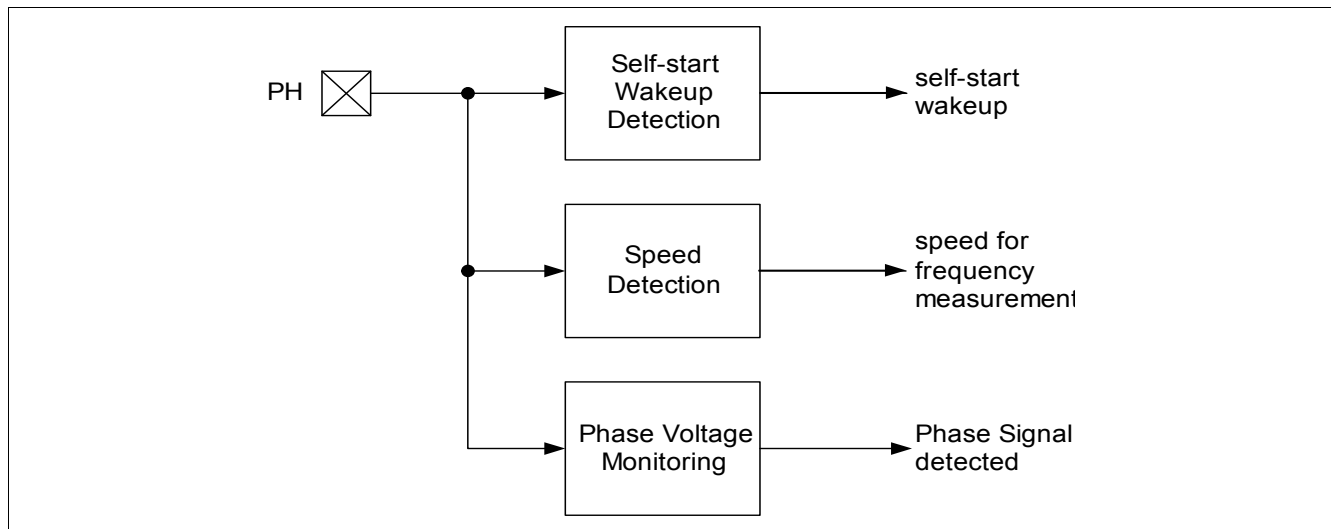 PH
Self-start
Wakeup
Detection
self-start
wakeup
Speed
Detection
speed for
frequency
measurement
Phase Voltage
Monitoring
Phase Signal
detected